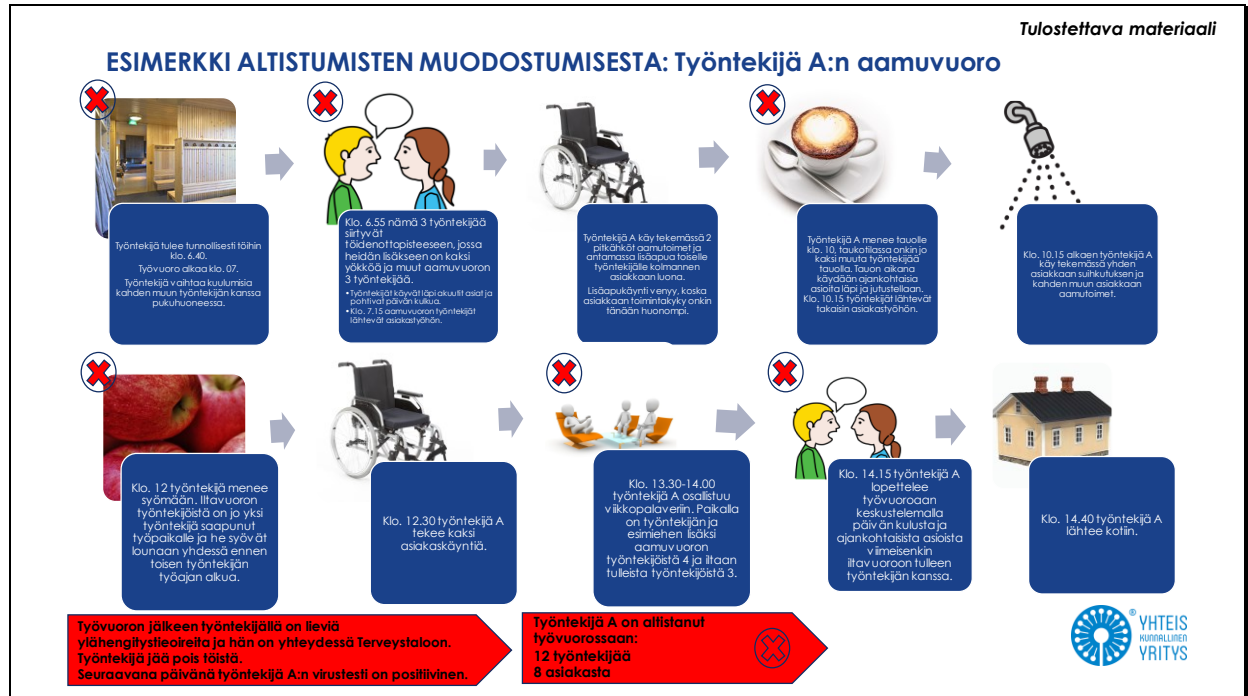 Tulostettava materiaali
ESIMERKKI ALTISTUMISTEN MUODOSTUMISESTA: Työntekijä A:n aamuvuoro
Työntekijä tulee tunnollisesti töihin
klo. 6.40.
Työvuoro alkaa klo. 07.
Työntekijä vaihtaa kuulumisia
kahden muun työntekijän kanssa
pukuhuoneessa.
Klo. 6.55 nämä 3 työntekijää
siirtyvät
töidenottopisteeseen, jossa
heidän lisäkseen on kaksi
yökköä ja muut aamuvuoron
3 työntekijää.
•Työntekijät käyvät läpi akuutit asiat ja
pohtivat päivän kulkua.
•Klo. 7.15 aamuvuoron työntekijät
lähtevät asiakastyöhön.
Työntekijä A käy tekemässä 2
pitkähköt aamutoimet ja
antamassa lisäapua toiselle
työntekijälle kolmannen
asiakkaan luona.
Lisäapukäynti venyy, koska
asiakkaan toimintakyky onkin
tänään huonompi.
Työntekijä A menee tauolle
klo. 10, taukotilassa onkin jo
kaksi muuta työntekijää
tauolla. Tauon aikana
käydään ajankohtaisia
asioita läpi ja jutustellaan.
Klo. 10.15 työntekijät lähtevät
takaisin asiakastyöhön.
Klo. 10.15 alkaen työntekijä A
käy tekemässä yhden
asiakkaan suihkutuksen ja
kahden muun asiakkaan
aamutoimet.
Klo. 12 työntekijä menee
syömään. Iltavuoron
työntekijöistä on jo yksi
työntekijä saapunut
työpaikalle ja he syövät
lounaan yhdessä ennen
toisen työntekijän
työajan alkua.
Klo. 12.30 työntekijä A
tekee kaksi
asiakaskäyntiä.
Klo. 13.30-14.00
työntekijä A osallistuu
viikkopalaveriin. Paikalla
on työntekijän ja
esimiehen lisäksi
aamuvuoron
työntekijöistä 4 ja iltaan
tulleista työntekijöistä 3.
Klo. 14.15 työntekijä A
lopettelee
työvuoroaan
keskustelemalla
päivän kulusta ja
ajankohtaisista asioista
viimeisenkin
iltavuoroon tulleen
työntekijän kanssa.
Klo. 14.40 työntekijä A
lähtee kotiin.
Työvuoron jälkeen työntekijällä on lieviä
ylähengitystieoireita ja hän on yhteydessä Terveystaloon.
Työntekijä jää pois töistä.
Seuraavana päivänä työntekijä A:n virustesti on positiivinen.
Työntekijä A on altistanut
työvuorossaan:
12 työntekijää
8 asiakasta
YHTEIS
KUNNALLINEN
YRITYS
®